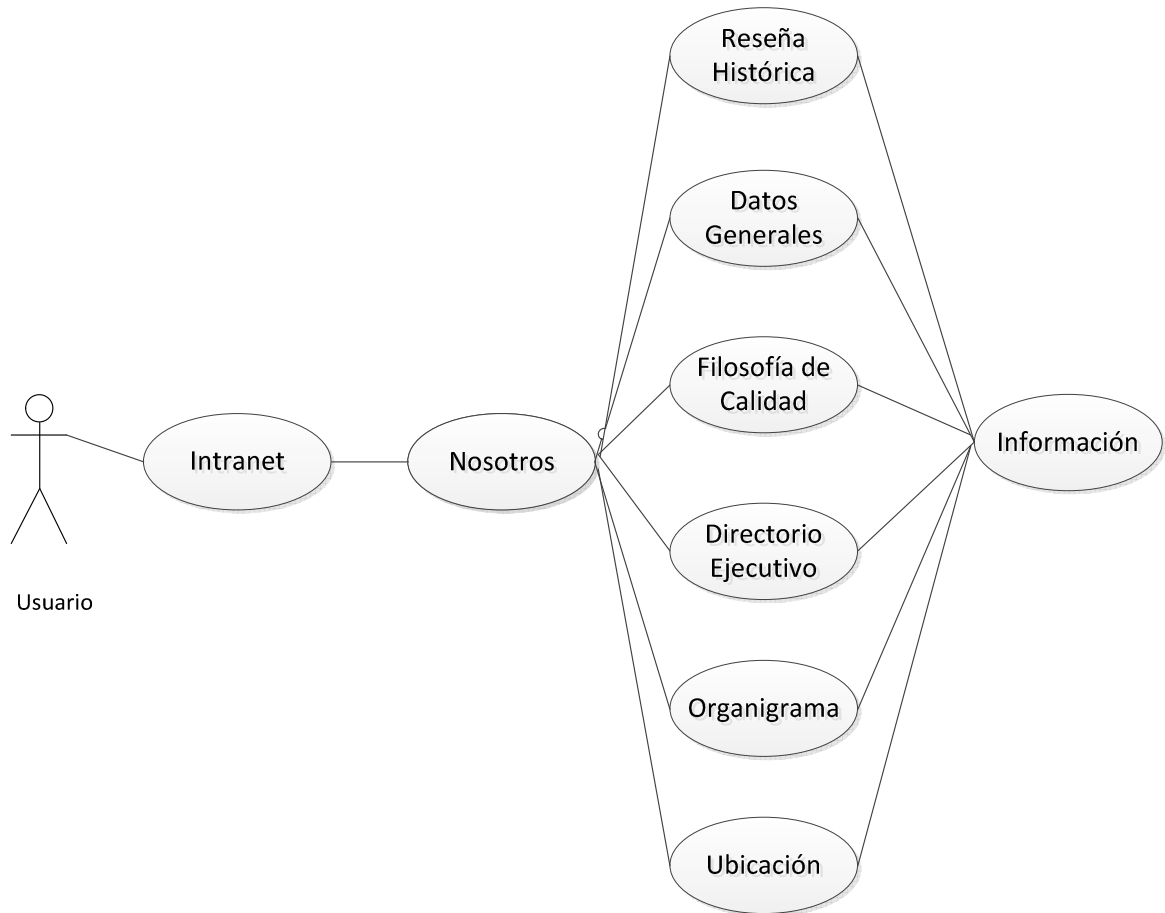 Reseña
Histórica
Datos
Generales
Filosofía de
Calidad
Intranet
Nosotros
Información
Directorio
Ejecutivo
Usuario
Organigrama
Ubicación